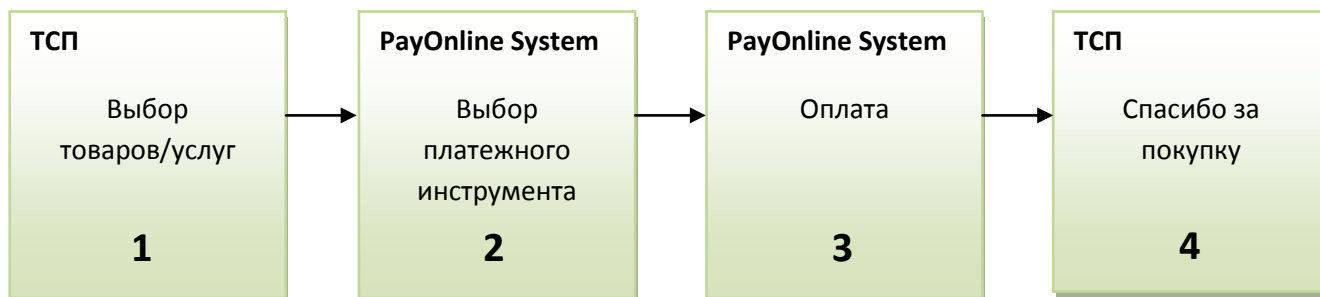 ТСП
Выбор
товаров/услуг
1
PayOnline System
Выбор
платежного
инструмента
2
PayOnline System
Оплата
3
ТСП
Спасибо за
покупку
4